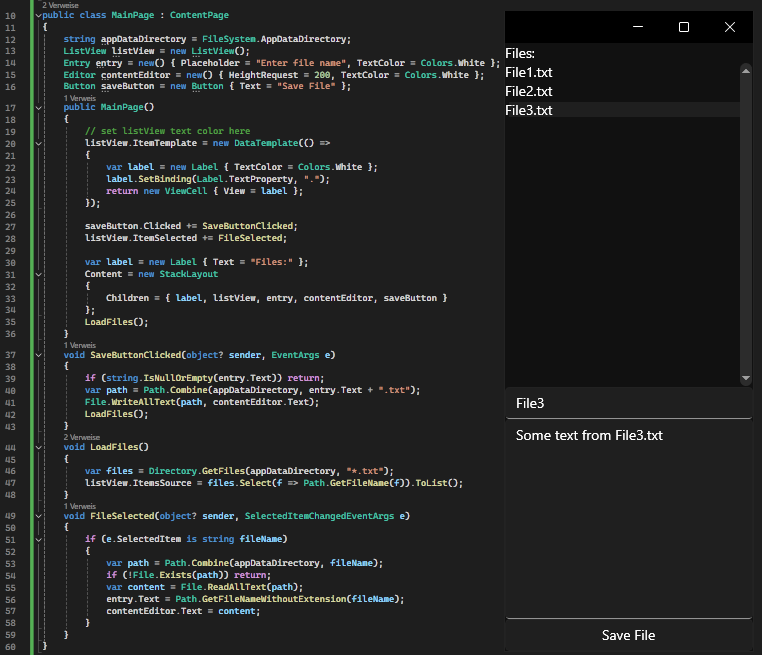 2 Verweise
10 public class MainPage : ContentPage
11 {
12 string appDataDirectory = FileSystem.AppDataDirectory;
13 ListView listView = new ListView();
14 Entry entry = new() { Placeholder = "Enter file name", TextColor = Colors.White };
15 Editor contentEditor = new() { HeightRequest = 200, TextColor = Colors.White };
16 Button saveButton = new Button { Text = "Save File" };
1 Verweis
17 public MainPage()
18 {
19 // set listView text color here
20 listView.ItemTemplate = new DataTemplate(() =>
21 {
22 var label = new Label { TextColor = Colors.White };
23 label.SetBinding(Label.TextProperty, ".");
24 return new ViewCell { View = label };
25 });
26
27 saveButton.Clicked += SaveButtonClicked;
28 listView.ItemSelected += FileSelected;
29
30 var label = new Label { Text = "Files:" };
31 Content = new StackLayout
32 {
33 Children = { label, listView, entry, contentEditor, saveButton }
34 };
35 LoadFiles();
36 }
1 Verweis
37 void SaveButtonClicked(object? sender, EventArgs e)
38 {
39 if (string.IsNullOrEmpty(entry.Text)) return;
40 var path = Path.Combine(appDataDirectory, entry.Text + ".txt");
41 File.WriteAllText(path, contentEditor.Text);
42 LoadFiles();
43 }
2 Verweise
44 void LoadFiles()
45 {
46 var files = Directory.GetFiles(appDataDirectory, "*.txt");
47 listView.ItemsSource = files.Select(f => Path.GetFileName(f)).ToList();
48 }
1 Verweis
49 void FileSelected(object? sender, SelectedItemChangedEventArgs e)
50 {
51 if (e.SelectedItem is string fileName)
52 {
53 var path = Path.Combine(appDataDirectory, fileName);
54 if (!File.Exists(path)) return;
55 var content = File.ReadAllText(path);
56 entry.Text = Path.GetFileNameWithoutExtension(fileName);
57 contentEditor.Text = content;
58 }
59 }
60 }
Files:
File1.txt
File2.txt
File3.txt
File3
Some text from File3.txt
Save File